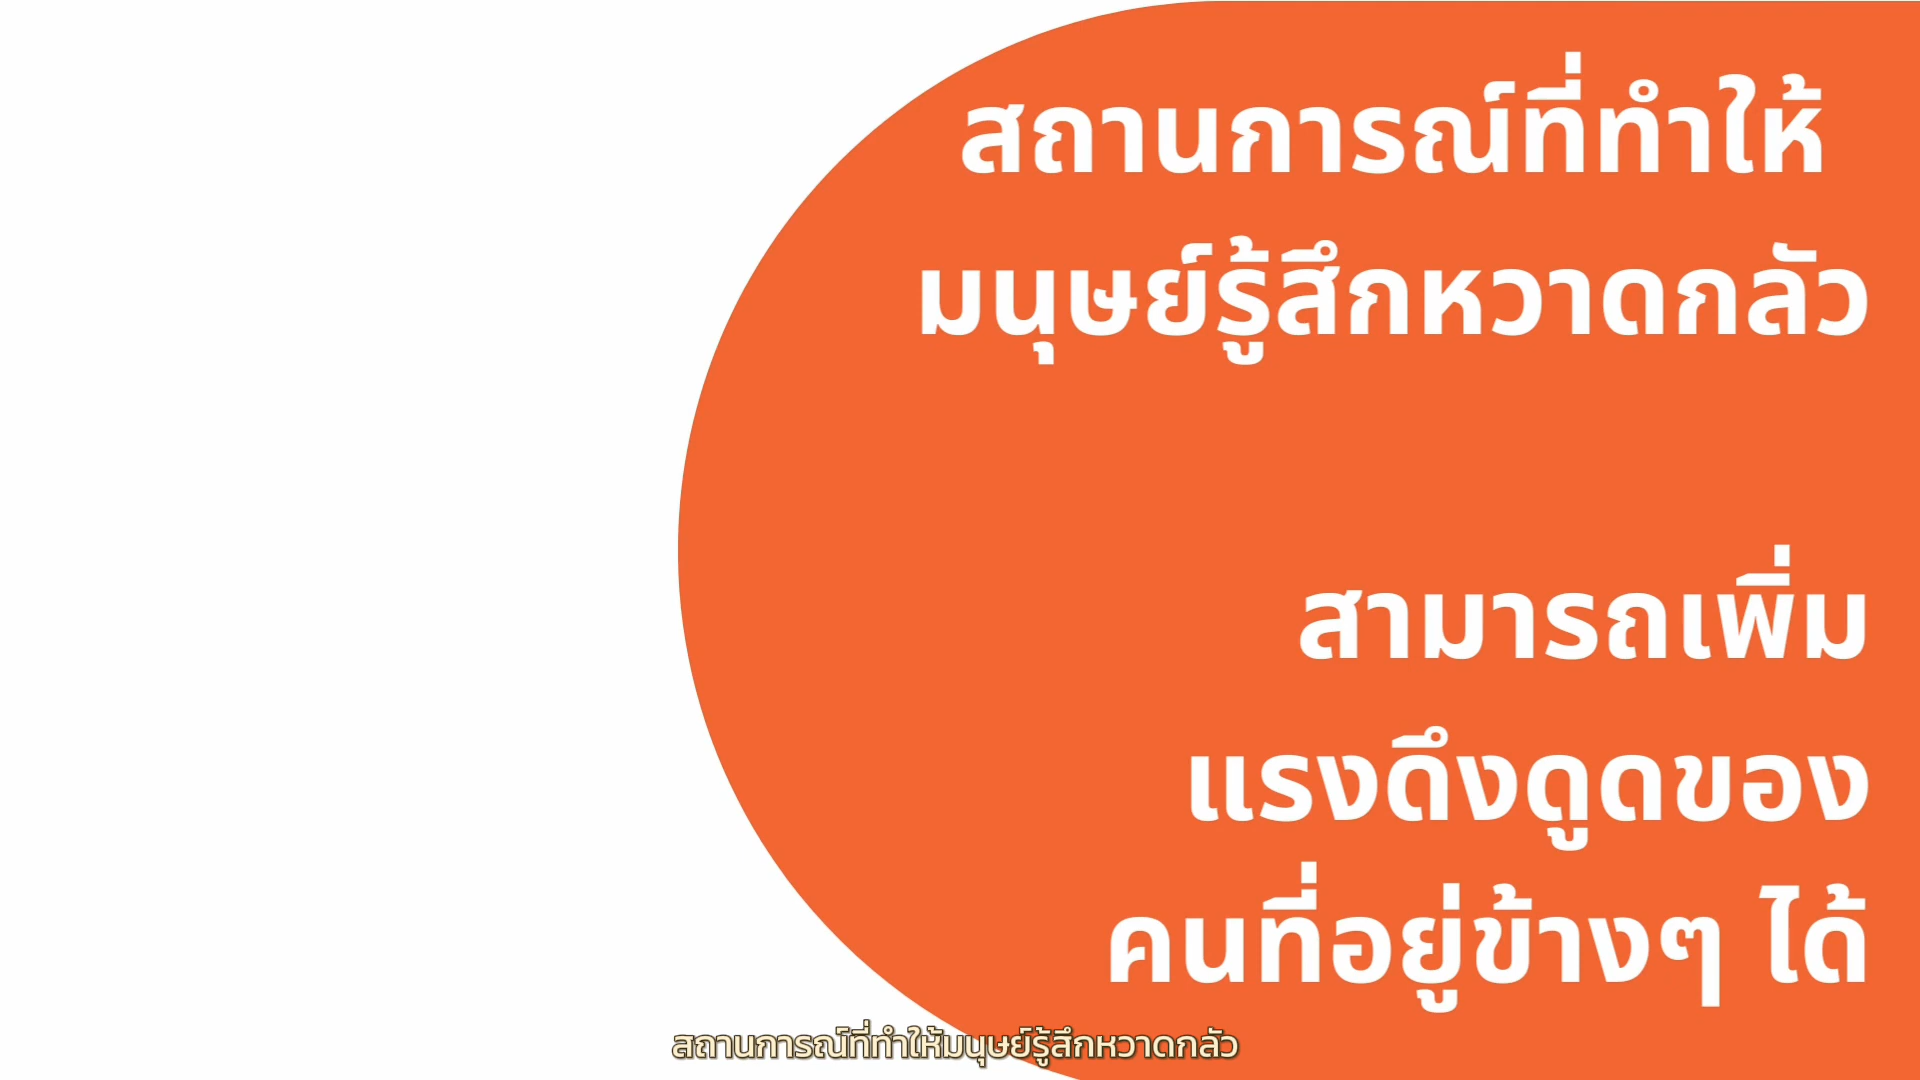 สถานการณ์ที่ทำให้
มนุษย์รู้สึกหวาดกลัว
สามารถเพิ่ม
แรงดึงดูดของ
คนที่อยู่ข้างๆ ได้
สถานการณ์ที่ทำให้มนุษย์รู้สึกหวาดกลัว